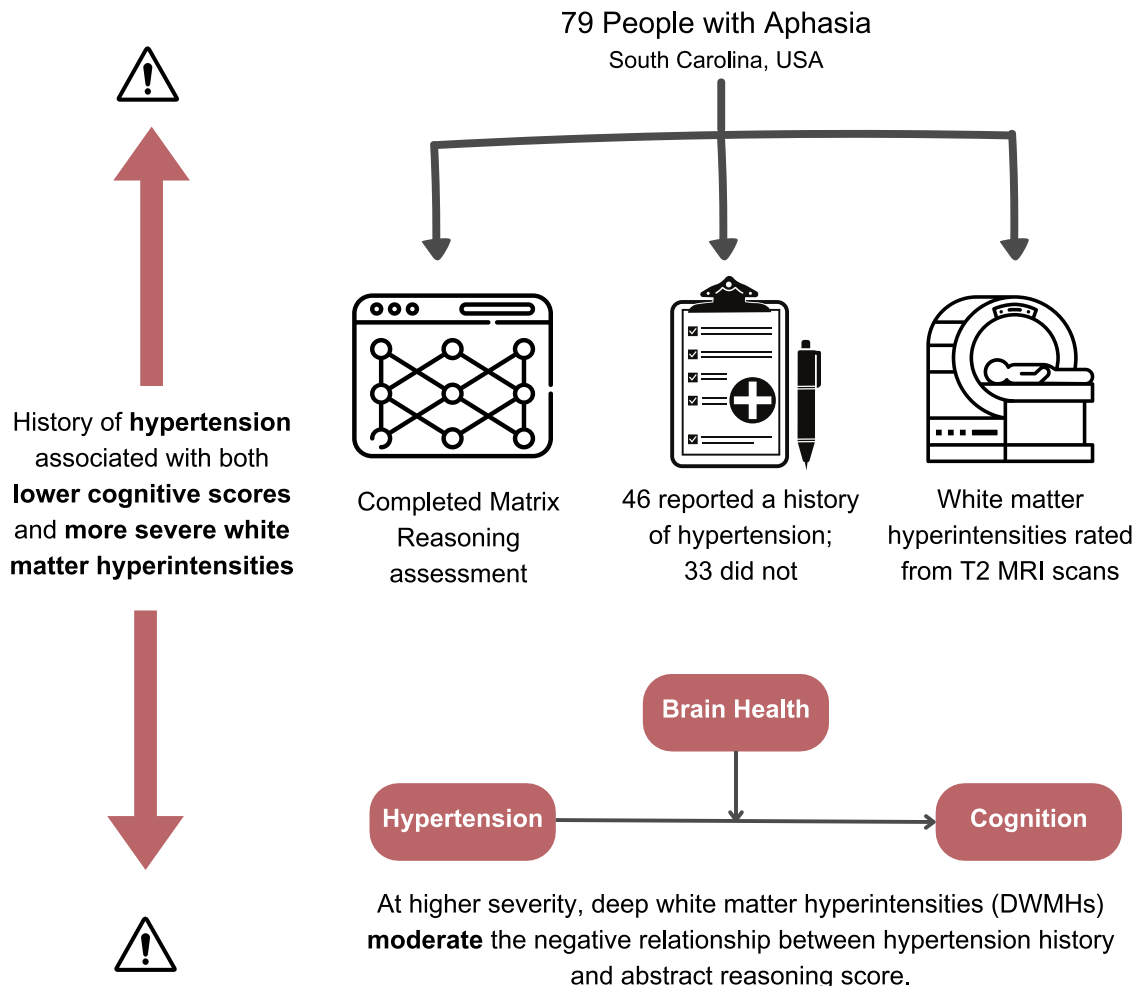 79 People with Aphasia
South Carolina, USA
History of hypertension
associated with both
lower cognitive scores
and more severe white
matter hyperintensities
Completed Matrix
Reasoning
assessment
46 reported a history
of hypertension;
33 did not
White matter
hyperintensities rated
from T2 MRI scans
Brain Health
Hypertension
Cognition
At higher severity, deep white matter hyperintensities (DWMHs)
moderate the negative relationship between hypertension history
and abstract reasoning score.